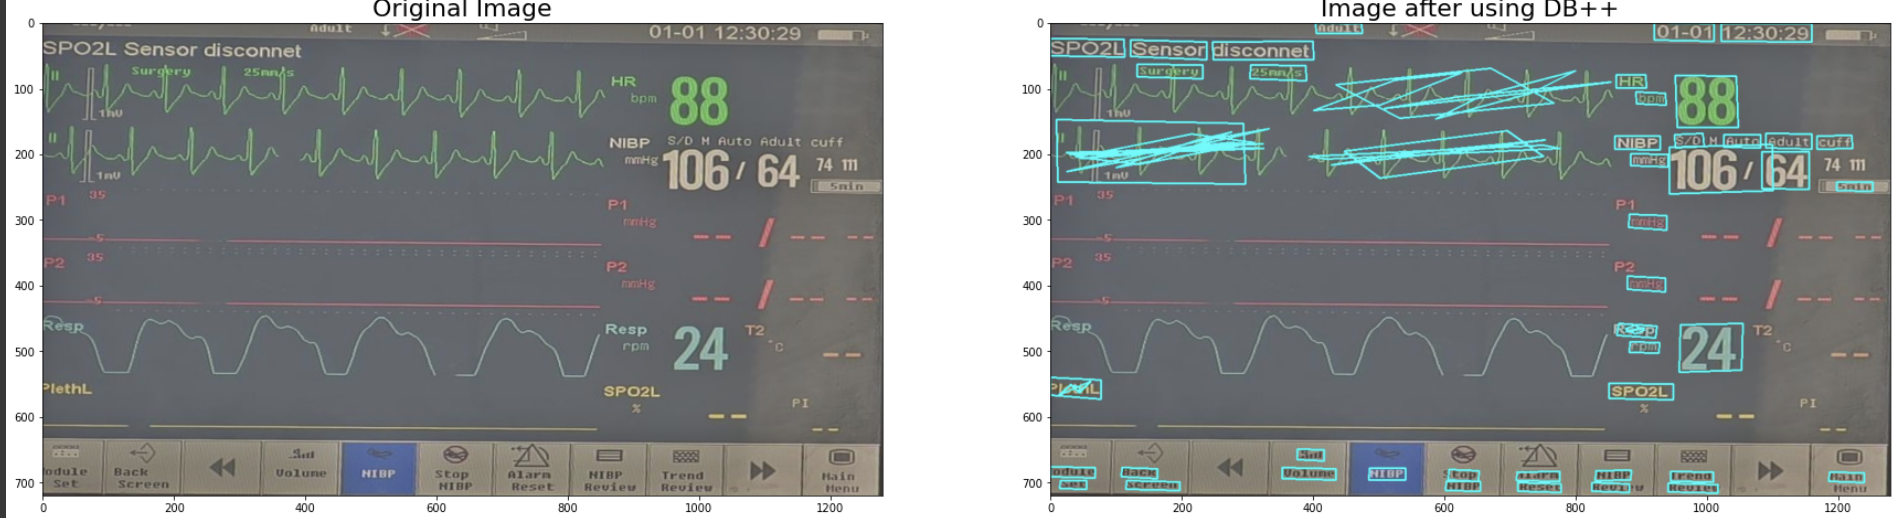 Original Image
Adult
01-01 12:30:29
SPO2L Sensor disconnet
II
Surgery
25mm/s
HR
bpm
88
1mV
NIBP
S/D M Auto Adult cuff
mmHg
106 / 64
74 111
1mV
5min
P1
35
P1
mmHg
-- / -- --
-5
P2
35
P2
mmHg
-- / -- --
-5
Resp
Resp
rpm
24
T2
°C
--
PlethL
SPO2L
%
--
PI
--
odule Set
Back Screen
Volume
NIBP
Stop NIBP
Alarm Reset
NIBP Review
Trend Review
Main Menu
0
100
200
300
400
500
600
700
0 200 400 600 800 1000 1200
Image after using DB++
Adult
01-01 12:30:29
SPO2L Sensor disconnet
II
Surgery
25mm/s
HR
bpm
88
1mV
NIBP
S/D M Auto Adult cuff
mmHg
106 / 64
74 111
1mV
5min
P1
35
P1
mmHg
-- / -- --
-5
P2
35
P2
mmHg
-- / -- --
-5
Resp
Resp
rpm
24
T2
°C
--
PlethL
SPO2L
%
--
PI
--
odule Set
Back Screen
Volume
NIBP
Stop NIBP
Alarm Reset
NIBP Review
Trend Review
Main Menu
0
100
200
300
400
500
600
700
0 200 400 600 800 1000 1200